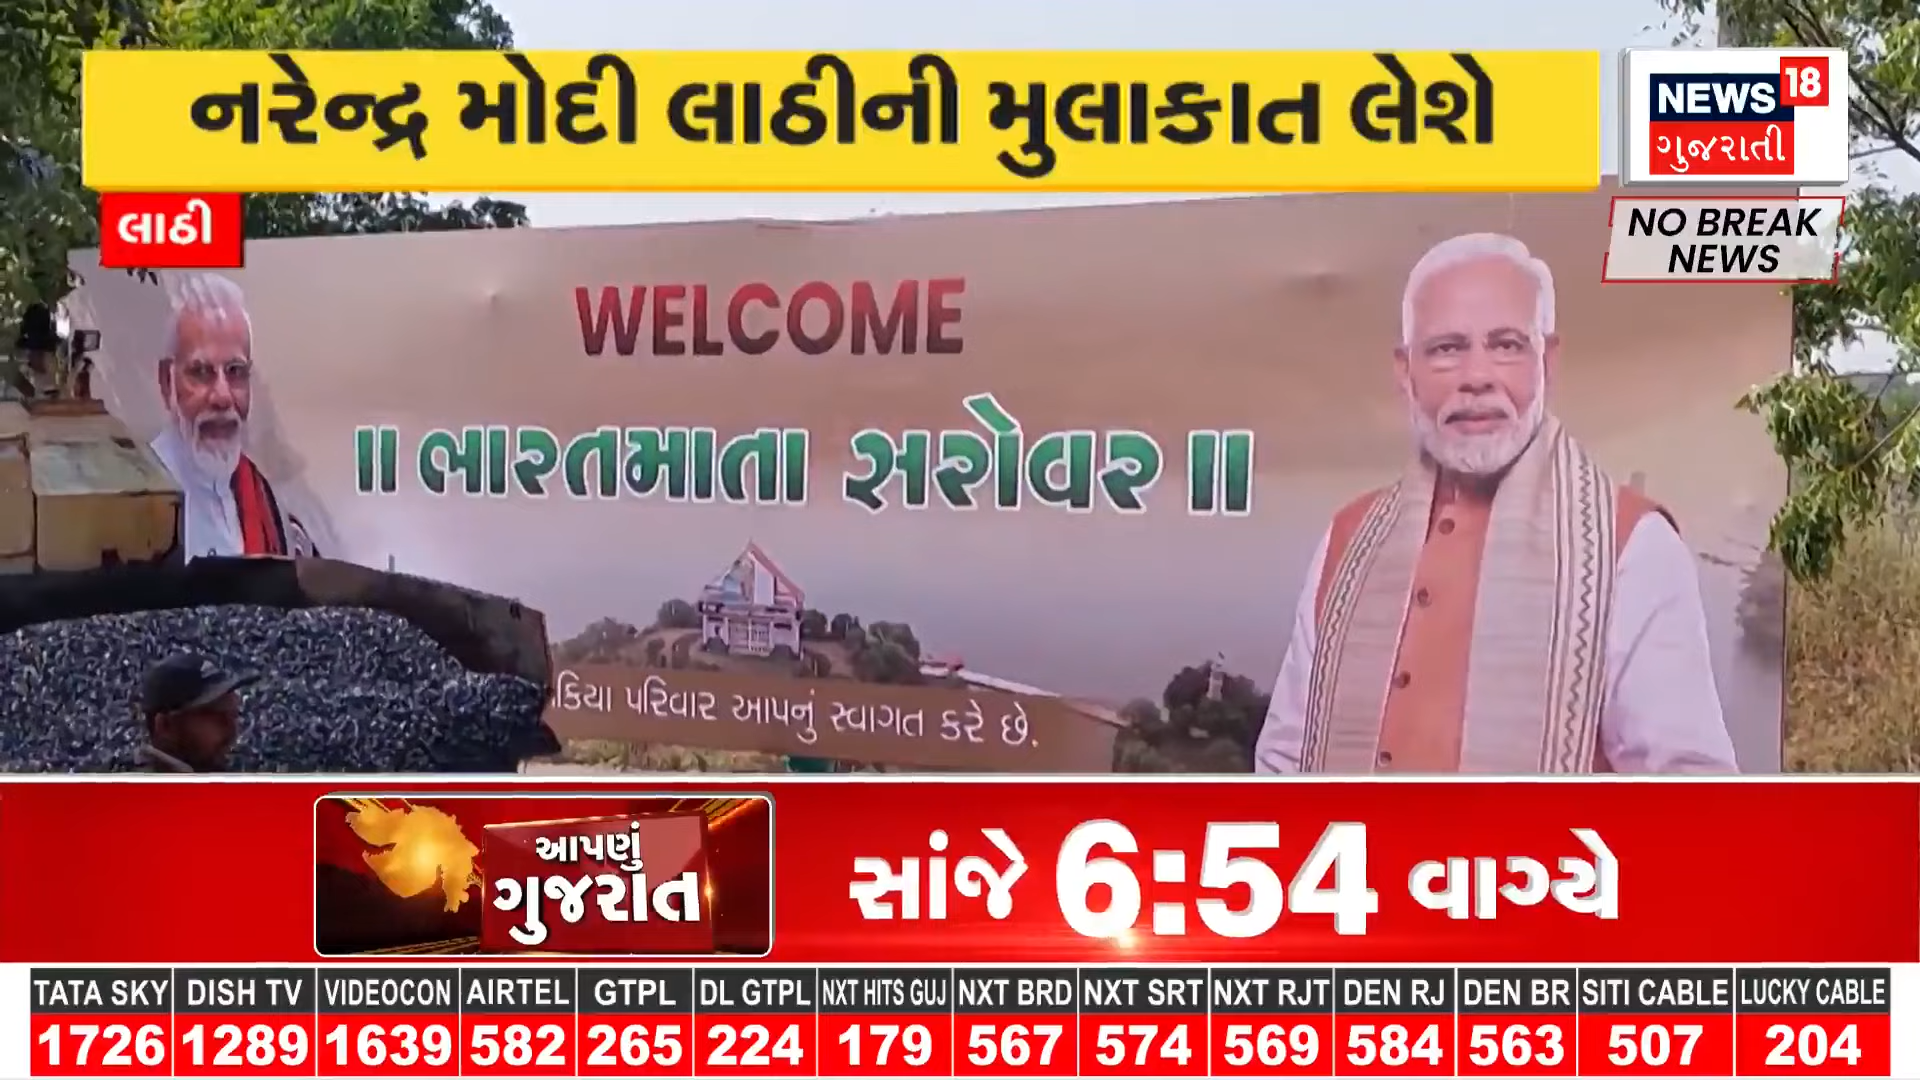 નરેન્દ્ર મોદી લાઠીની મુલાકાત લેશે
NEWS 18
ગુજરાતી
લાઠી
NO BREAK
NEWS
WELCOME
॥ ભારતમાતા સરોવર ॥
પરિવાર આપનું સ્વાગત કરે છે.
આપણું
ગુજરાત
સાંજે 6:54 વાગ્યે
TATA SKY DISH TV VIDEOCON AIRTEL GTPL DL GTPL NXT HITS GUJ NXT BRD NXT SRT NXT RJT DEN RJ DEN BR SITI CABLE LUCKY CABLE
1726 1289 1639 582 265 224 179 567 574 569 584 563 507 204